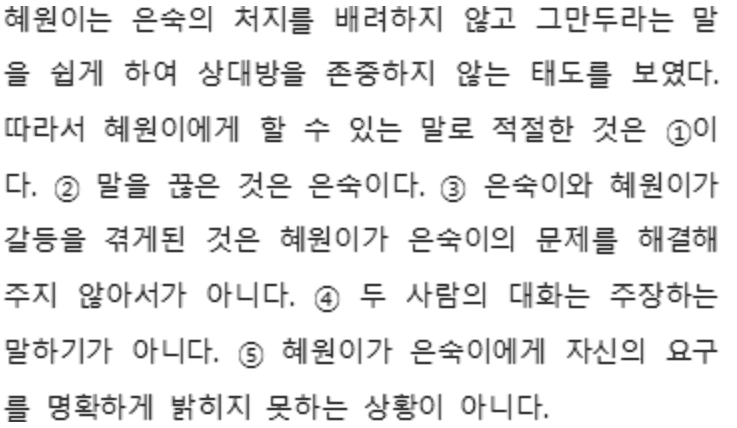 혜원이는 은숙의 처지를 배려하지 않고 그만두라는 말
을 쉽게 하여 상대방을 존중하지 않는 태도를 보였다.
따라서 혜원이에게 할 수 있는 말로 적절한 것은 ①이
다. ② 말을 끊은 것은 은숙이다. ③ 은숙이와 혜원이가
갈등을 겪게된 것은 혜원이가 은숙이의 문제를 해결해
주지 않아서가 아니다. ④ 두 사람의 대화는 주장하는
말하기가 아니다. ⑤ 혜원이가 은숙이에게 자신의 요구
를 명확하게 밝히지 못하는 상황이 아니다.